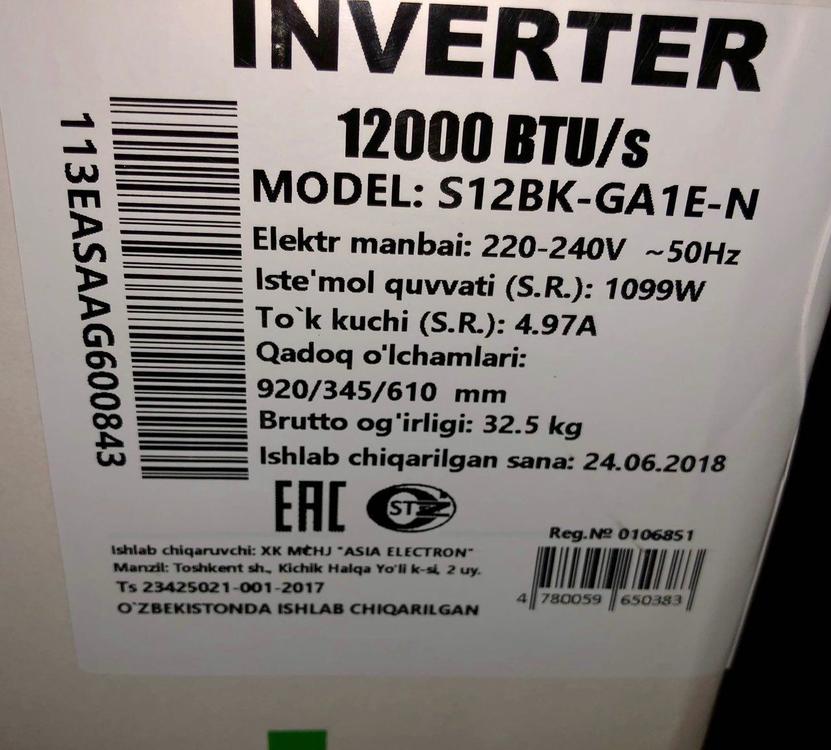 INVERTER
12000 BTU/s
MODEL: S12BK-GA1E-N
Elektr manbai: 220-240V ~50Hz
Iste'mol quvvati (S.R.): 1099W
To`k kuchi (S.R.): 4.97A
Qadoq o'lchamlari:
920/345/610 mm
Brutto og'irligi: 32.5 kg
Ishlab chiqarilgan sana: 24.06.2018
113EASAAG600843
EAC
Ishlab chiqaruvchi: XK MCHJ "ASIA ELECTRON"
Manzil: Toshkent sh., Kichik Halqa Yo'li k-si, 2 uy.
Ts 23425021-001-2017
O`ZBEKISTONDA ISHLAB CHIQARILGAN
Reg.№ 0106851
4 780059 650383